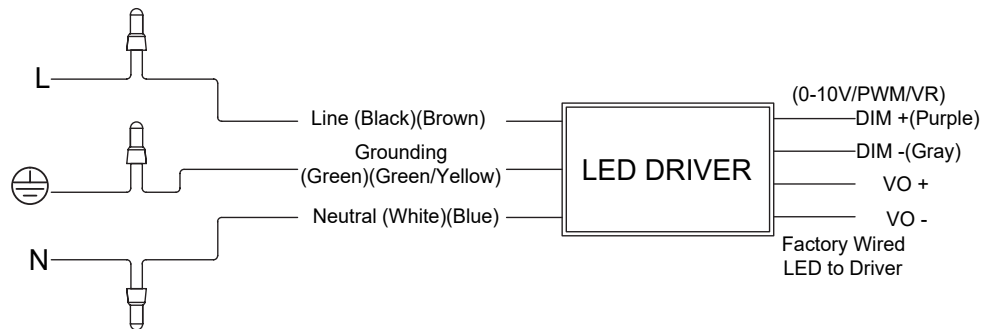 L
Line (Black)(Brown)
Grounding
(Green)(Green/Yellow)
N
Neutral (White)(Blue)
LED DRIVER
(0-10V/PWM/VR)
DIM +(Purple)
DIM -(Gray)
VO +
VO -
Factory Wired
LED to Driver